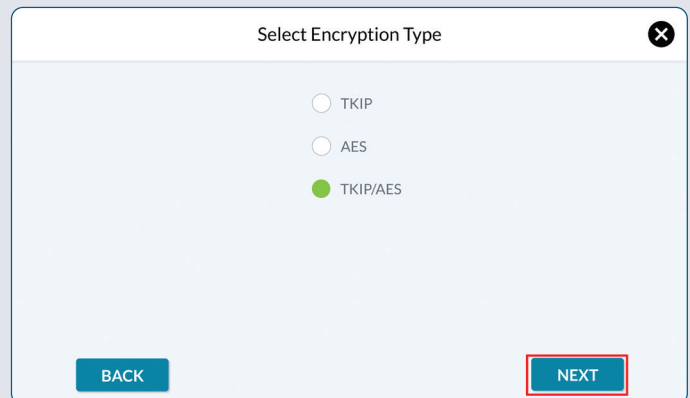 Select Encryption Type
TKIP
AES
TKIP/AES
BACK
NEXT